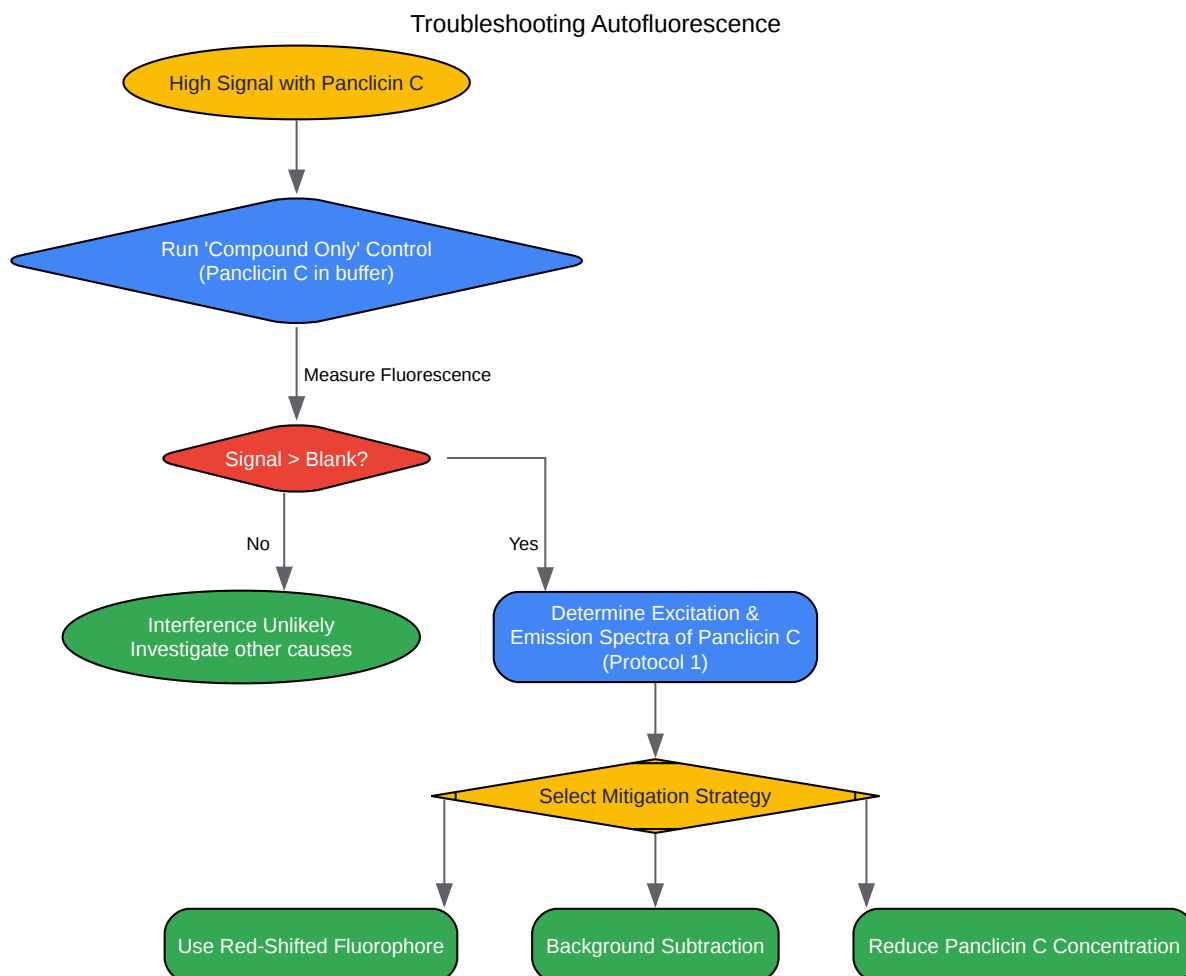 Troubleshooting Autofluorescence
High Signal with Panclicin C
Run 'Compound Only' Control
(Panclicin C in buffer)
Measure Fluorescence
Signal > Blank?
No
Yes
Interference Unlikely
Investigate other causes
Determine Excitation &
Emission Spectra of Panclicin C
(Protocol 1)
Select Mitigation Strategy
Use Red-Shifted Fluorophore
Background Subtraction
Reduce Panclicin C Concentration